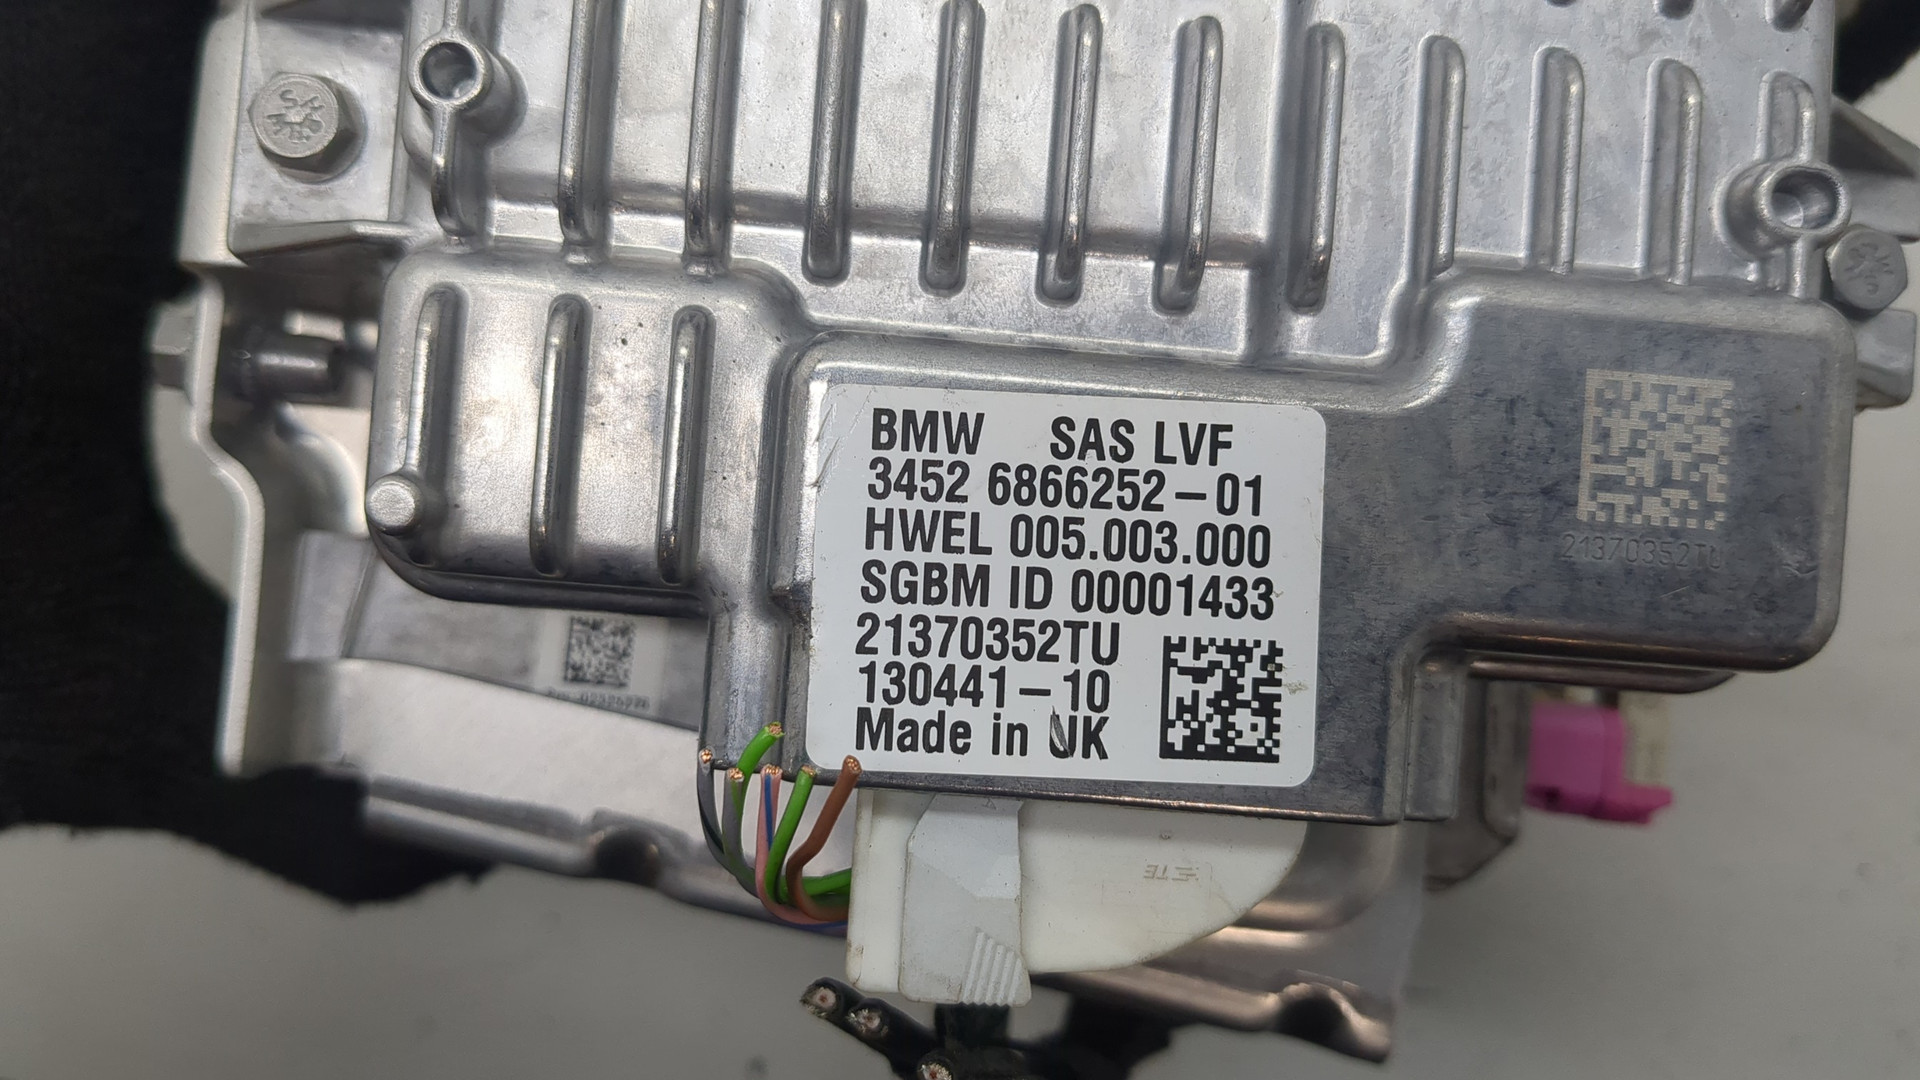 BMW SAS LVF
3452 6866252-01
HWEL 005.003.000
SGBM ID 00001433
21370352TU
130441-10
Made in UK
21370352TU
TE